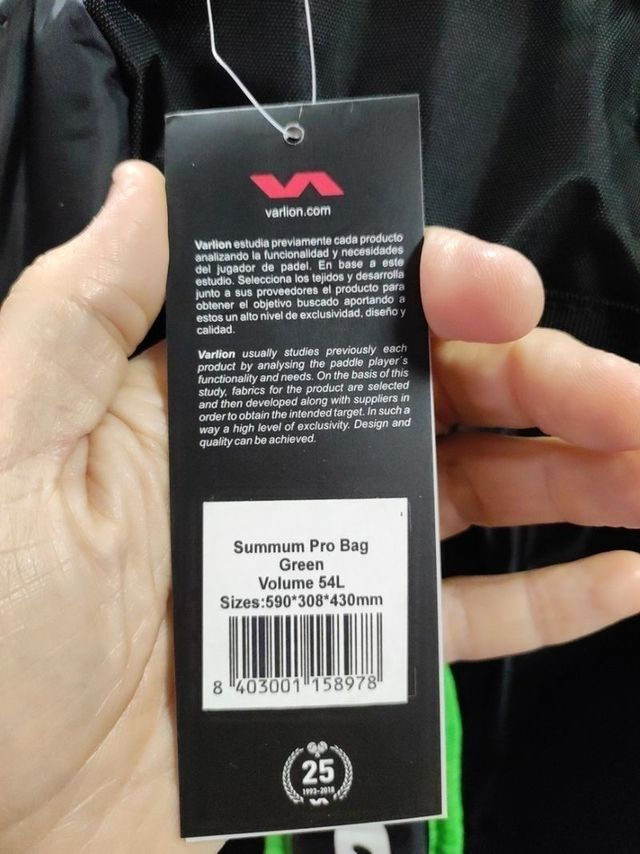 varlion.com
Varlion estudia previamente cada producto
analizando la funcionalidad y necesidades
del jugador de padel. En base a este
estudio. Selecciona los tejidos y desarrolla
junto a sus proveedores el producto para
obtener el objetivo buscado aportando a
estos un alto nivel de exclusividad, diseño y
calidad.
Varlion usually studies previously each
product by analysing the paddle player's
functionality and needs. On the basis of this
study, fabrics for the product are selected
and then developed along with suppliers in
order to obtain the intended target. In such a
way a high level of exclusivity. Design and
quality can be achieved.
Summum Pro Bag
Green
Volume 54L
Sizes:590*308*430mm
8 403001 158978
25
1993-2018